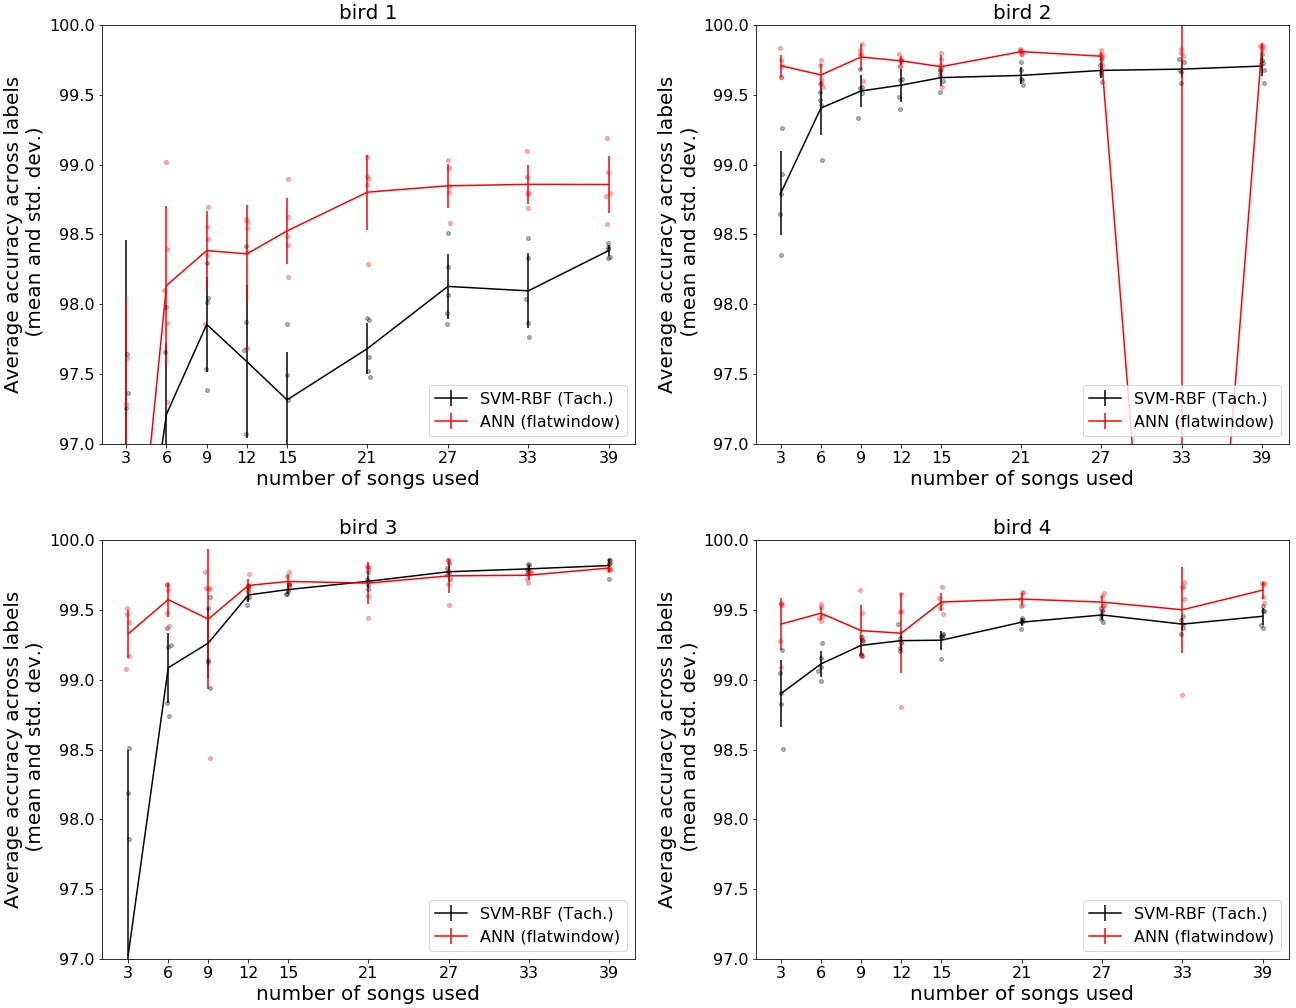 bird 1
100.0
99.5
99.0
98.5
98.0
97.5
97.0
Average accuracy across labels
(mean and std. dev.)
SVM-RBF (Tach.)
ANN (flatwindow)
3 6 9 12 15 21 27 33 39
number of songs used
bird 2
100.0
99.5
99.0
98.5
98.0
97.5
97.0
Average accuracy across labels
(mean and std. dev.)
SVM-RBF (Tach.)
ANN (flatwindow)
3 6 9 12 15 21 27 33 39
number of songs used
bird 3
100.0
99.5
99.0
98.5
98.0
97.5
97.0
Average accuracy across labels
(mean and std. dev.)
SVM-RBF (Tach.)
ANN (flatwindow)
3 6 9 12 15 21 27 33 39
number of songs used
bird 4
100.0
99.5
99.0
98.5
98.0
97.5
97.0
Average accuracy across labels
(mean and std. dev.)
SVM-RBF (Tach.)
ANN (flatwindow)
3 6 9 12 15 21 27 33 39
number of songs used